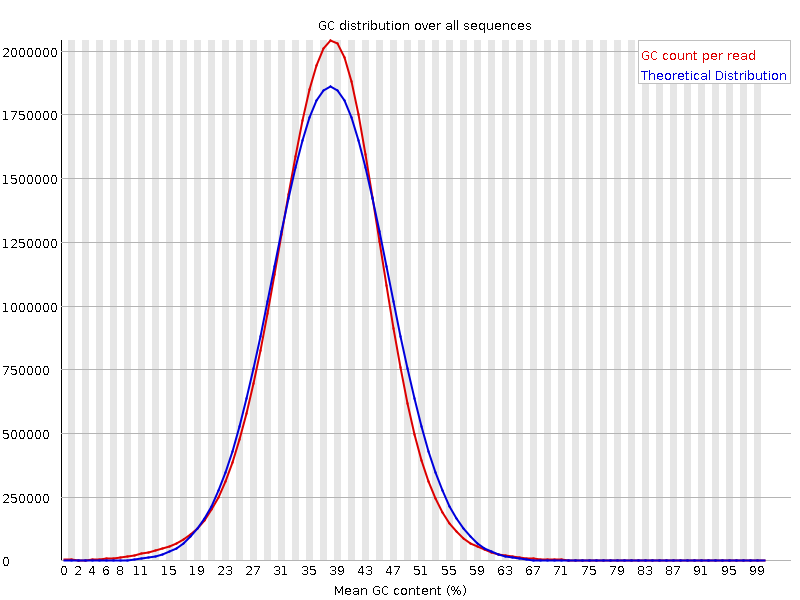 GC distribution over all sequences
GC count per read
Theoretical Distribution
2000000
1750000
1500000
1250000
1000000
750000
500000
250000
0
0 2 4 6 8 11 15 19 23 27 31 35 39 43 47 51 55 59 63 67 71 75 79 83 87 91 95 99
Mean GC content (%)